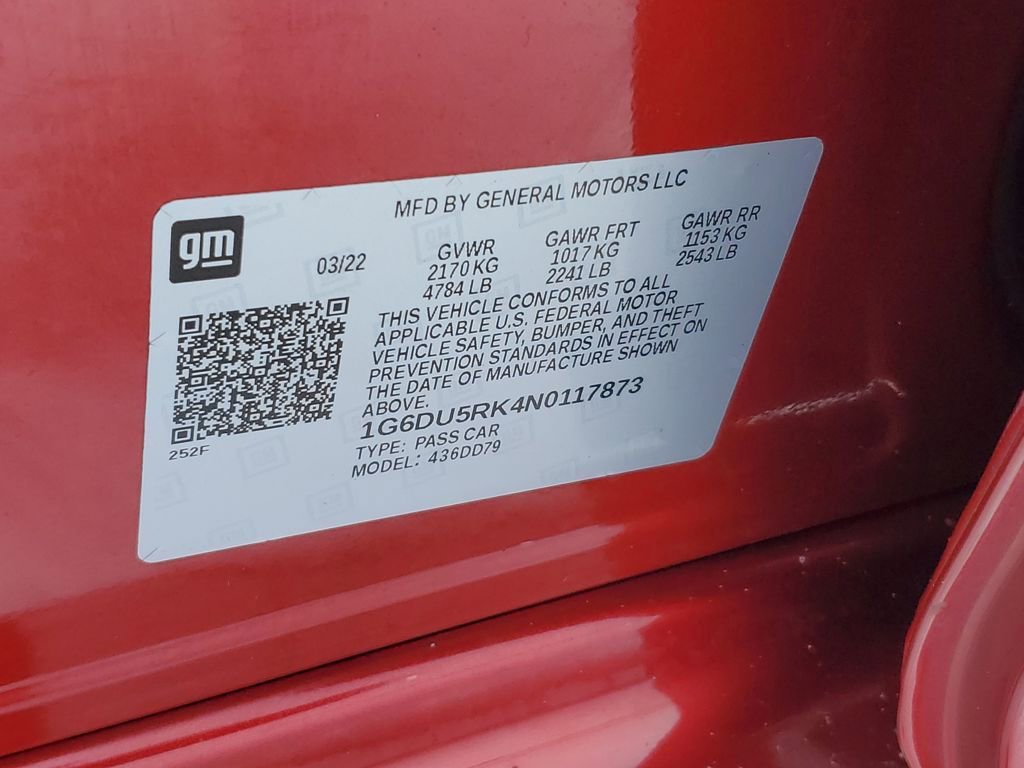 MFD BY GENERAL MOTORS LLC
gm
03/22
GVWR GAWR FRT GAWR RR
2170 KG 1017 KG 1153 KG
4784 LB 2241 LB 2543 LB
THIS VEHICLE CONFORMS TO ALL
APPLICABLE U.S. FEDERAL MOTOR
VEHICLE SAFETY, BUMPER, AND THEFT
PREVENTION STANDARDS IN EFFECT ON
THE DATE OF MANUFACTURE SHOWN
ABOVE.
1G6DU5RK4N0117873
TYPE: PASS CAR
MODEL: 436DD79
252F